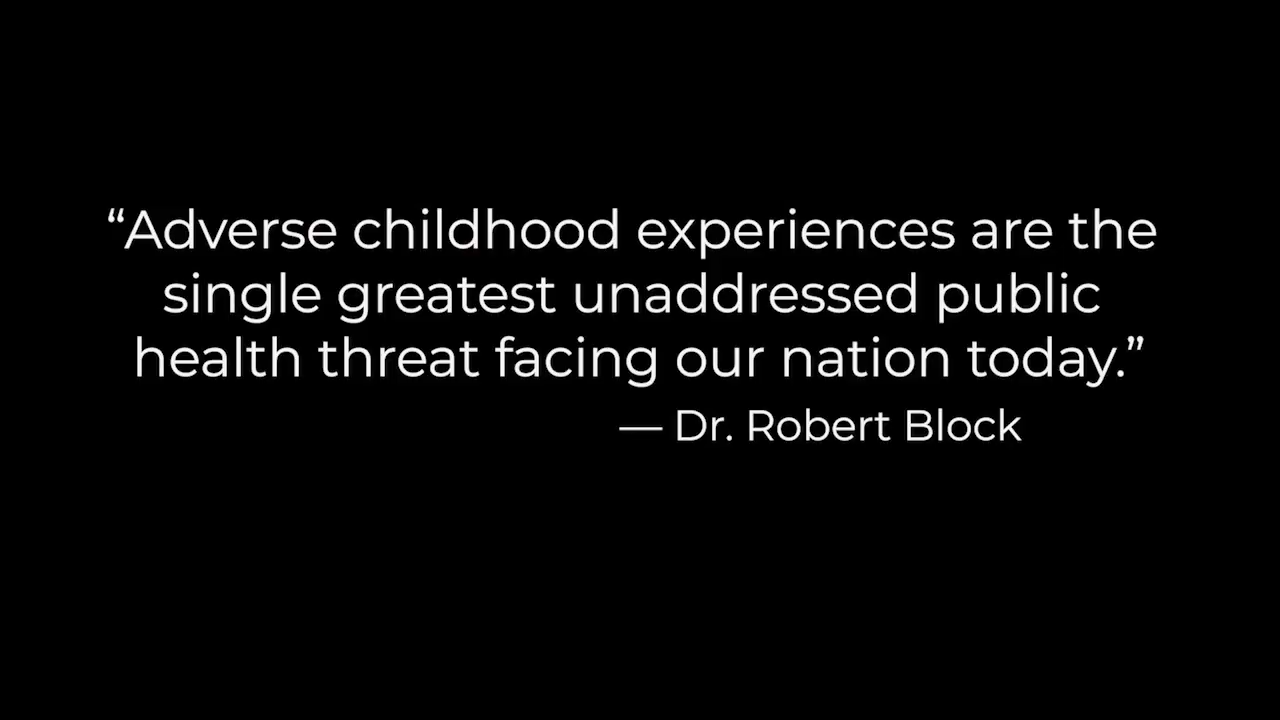 “Adverse childhood experiences are the
single greatest unaddressed public
health threat facing our nation today.”
— Dr. Robert Block